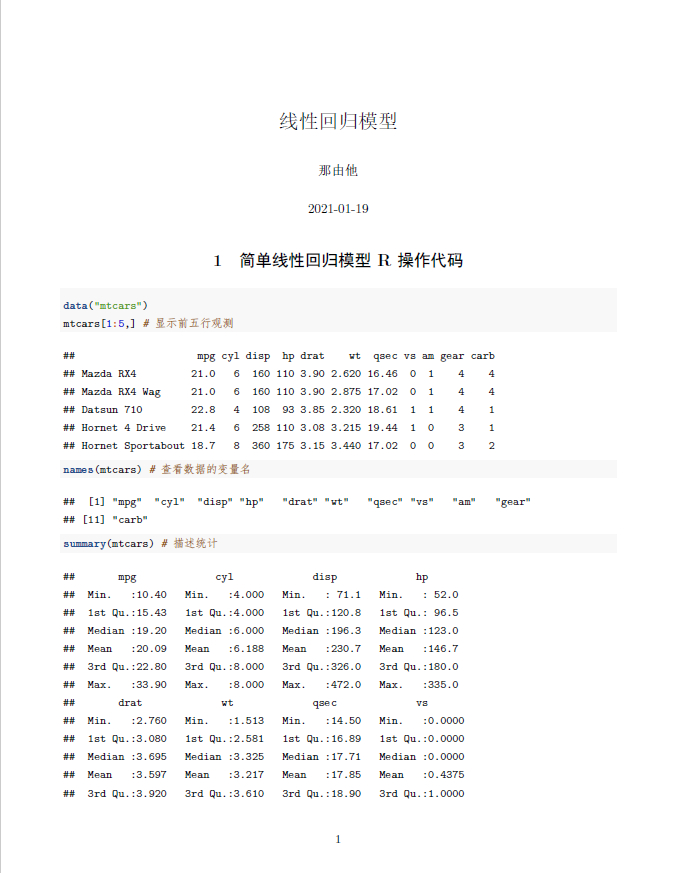 线性回归模型
那由他
2021-01-19
1 简单线性回归模型 R 操作代码
data("mtcars")
mtcars[1:5,] # 显示前五行观测
## mpg cyl disp hp drat wt qsec vs am gear carb
## Mazda RX4 21.0 6 160 110 3.90 2.620 16.46 0 1 4 4
## Mazda RX4 Wag 21.0 6 160 110 3.90 2.875 17.02 0 1 4 4
## Datsun 710 22.8 4 108 93 3.85 2.320 18.61 1 1 4 1
## Hornet 4 Drive 21.4 6 258 110 3.08 3.215 19.44 1 0 3 1
## Hornet Sportabout 18.7 8 360 175 3.15 3.440 17.02 0 0 3 2
names(mtcars) # 查看数据的变量名
## [1] "mpg" "cyl" "disp" "hp" "drat" "wt" "qsec" "vs" "am" "gear"
## [11] "carb"
summary(mtcars) # 描述统计
## mpg cyl disp hp
## Min. :10.40 Min. :4.000 Min. : 71.1 Min. : 52.0
## 1st Qu.:15.43 1st Qu.:4.000 1st Qu.:120.8 1st Qu.: 96.5
## Median :19.20 Median :6.000 Median :196.3 Median :123.0
## Mean :20.09 Mean :6.188 Mean :230.7 Mean :146.7
## 3rd Qu.:22.80 3rd Qu.:8.000 3rd Qu.:326.0 3rd Qu.:180.0
## Max. :33.90 Max. :8.000 Max. :472.0 Max. :335.0
## drat wt qsec vs
## Min. :2.760 Min. :1.513 Min. :14.50 Min. :0.0000
## 1st Qu.:3.080 1st Qu.:2.581 1st Qu.:16.89 1st Qu.:0.0000
## Median :3.695 Median :3.325 Median :17.71 Median :0.0000
## Mean :3.597 Mean :3.217 Mean :17.85 Mean :0.4375
## 3rd Qu.:3.920 3rd Qu.:3.610 3rd Qu.:18.90 3rd Qu.:1.0000
1